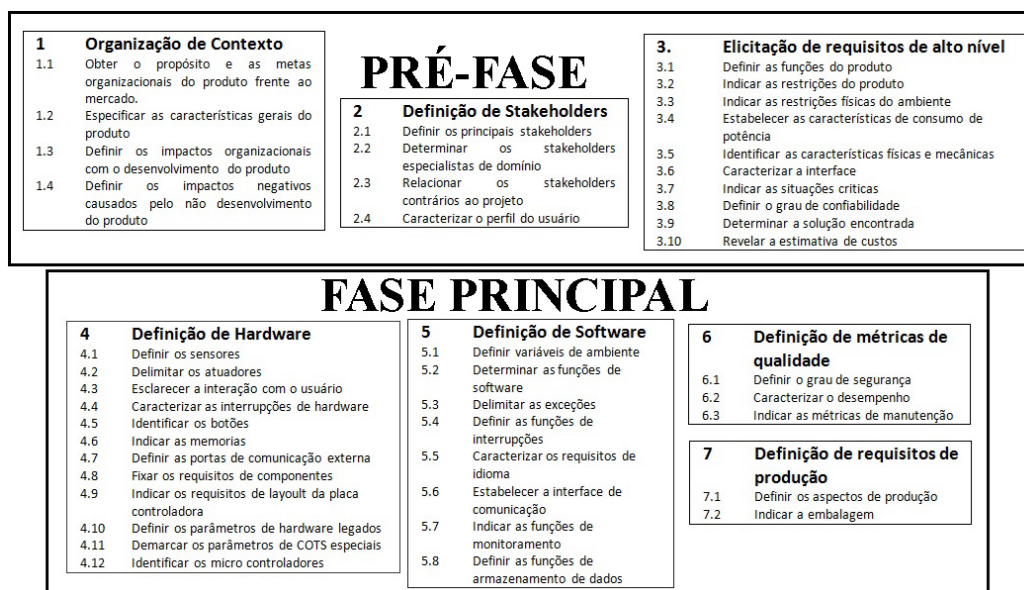 PRÉ-FASE
1 Organização de Contexto
1.1 Obter o propósito e as metas
organizacionais do produto frente ao
mercado.
1.2 Especificar as características gerais do
produto
1.3 Definir os impactos organizacionais
com o desenvolvimento do produto
1.4 Definir os impactos negativos
causados pelo não desenvolvimento
do produto
2 Definição de Stakeholders
2.1 Definir os principais stakeholders
2.2 Determinar os stakeholders
especialistas de domínio
2.3 Relacionar os stakeholders
contrários ao projeto
2.4 Caracterizar o perfil do usuário
3. Elicitação de requisitos de alto nível
3.1 Definir as funções do produto
3.2 Indicar as restrições do produto
3.3 Indicar as restrições físicas do ambiente
3.4 Estabelecer as características de consumo de
potência
3.5 Identificar as características físicas e mecânicas
3.6 Caracterizar a interface
3.7 Indicar as situações criticas
3.8 Definir o grau de confiabilidade
3.9 Determinar a solução encontrada
3.10 Revelar a estimativa de custos
FASE PRINCIPAL
4 Definição de Hardware
4.1 Definir os sensores
4.2 Delimitar os atuadores
4.3 Esclarecer a interação com o usuário
4.4 Caracterizar as interrupções de hardware
4.5 Identificar os botões
4.6 Indicar as memorias
4.7 Definir as portas de comunicação externa
4.8 Fixar os requisitos de componentes
4.9 Indicar os requisitos de layoult da placa
controladora
4.10 Definir os parâmetros de hardware legados
4.11 Demarcar os parâmetros de COTS especiais
4.12 Identificar os micro controladores
5 Definição de Software
5.1 Definir variáveis de ambiente
5.2 Determinar as funções de
software
5.3 Delimitar as exceções
5.4 Definir as funções de
interrupções
5.5 Caracterizar os requisitos de
idioma
5.6 Estabelecer a interface de
comunicação
5.7 Indicar as funções de
monitoramento
5.8 Definir as funções de
armazenamento de dados
6 Definição de métricas de
qualidade
6.1 Definir o grau de segurança
6.2 Caracterizar o desempenho
6.3 Indicar as métricas de manutenção
7 Definição de requisitos de
produção
7.1 Definir os aspectos de produção
7.2 Indicar a embalagem